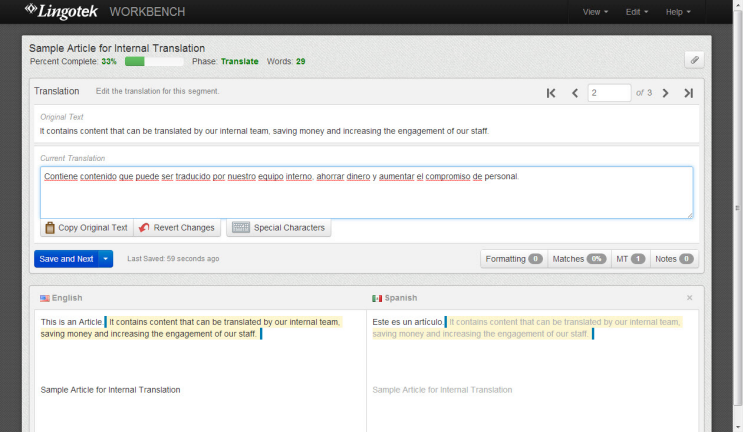 Lingotek WORKBENCH View Edit Help
Sample Article for Internal Translation
Percent Complete: 33% Phase: Translate Words: 29
Translation Edit the translation for this segment. 2 of 3
Original Text
It contains content that can be translated by our internal team, saving money and increasing the engagement of our staff.
Current Translation
Contiene contenido que puede ser traducido por nuestro equipo interno, ahorrar dinero y aumentar el compromiso de personal.
Copy Original Text Revert Changes Special Characters
Save and Next Last Saved: 59 seconds ago Formatting 0 Matches 0% MT 1 Notes 0
English Spanish
This is an Article. It contains content that can be translated by our internal team,
saving money and increasing the engagement of our staff.
Este es un artículo. It contains content that can be translated by our internal team,
saving money and increasing the engagement of our staff.
Sample Article for Internal Translation
Sample Article for Internal Translation